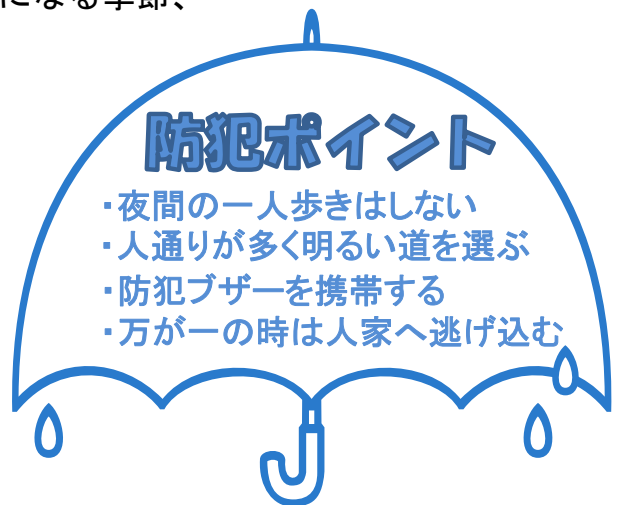 になる季節、
防犯ポイント
・夜間の一人歩きはしない
・人通りが多く明るい道を選ぶ
・防犯ブザーを携帯する
・万が一の時は人家へ逃げ込む